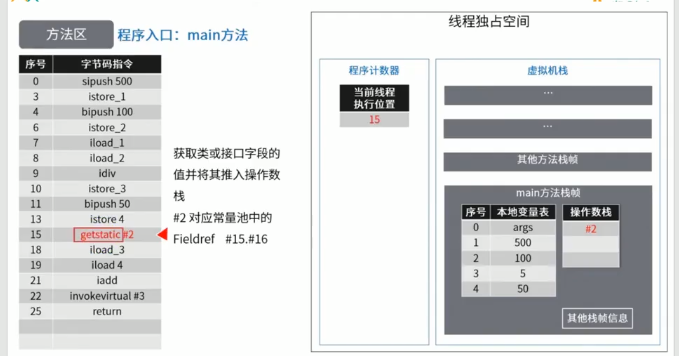 方法区
程序入口：main方法
序号 字节码指令
0 sipush 500
3 istore_1
4 bipush 100
6 istore_2
7 iload_1
8 iload_2
9 idiv
10 istore_3
11 bipush 50
13 istore 4
15 getstatic #2
18 iload_3
19 iload 4
21 iadd
22 invokevirtual #3
25 return
获取类或接口字段的
值并将其推入操作数
栈
#2 对应常量池中的
Fieldref #15.#16
线程独占空间
程序计数器
当前线程
执行位置
15
虚拟机栈
...
...
其他方法栈帧
main方法栈帧
序号 本地变量表
0 args
1 500
2 100
3 5
4 50
操作数栈
#2
其他栈帧信息